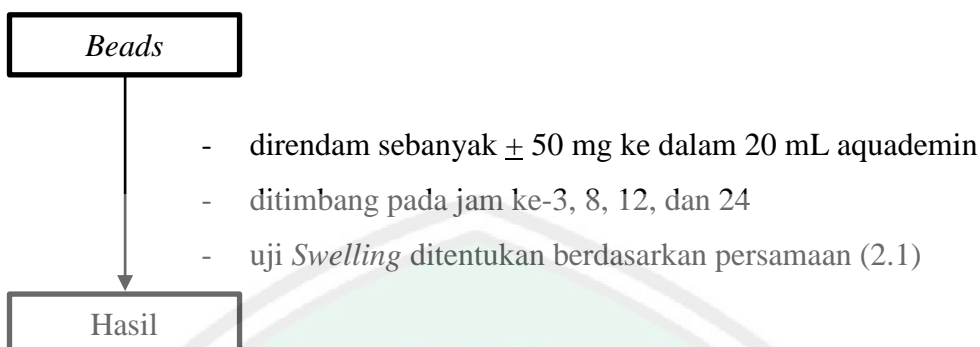 Beads
- direndam sebanyak ± 50 mg ke dalam 20 mL aquademin
- ditimbang pada jam ke-3, 8, 12, dan 24
- uji Swelling ditentukan berdasarkan persamaan (2.1)
Hasil